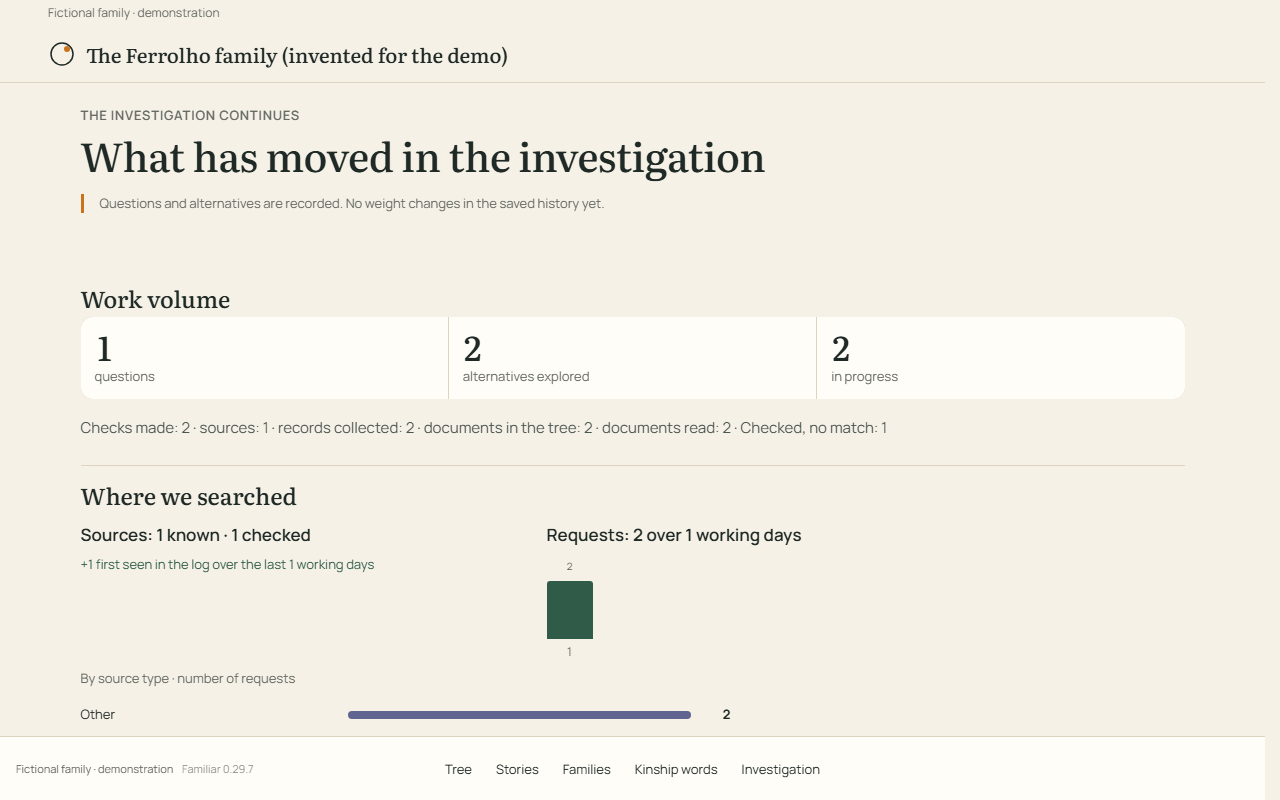 Fictional family · demonstration
The Ferrolho family (invented for the demo)
THE INVESTIGATION CONTINUES
What has moved in the investigation
Questions and alternatives are recorded. No weight changes in the saved history yet.
Work volume
1
questions
2
alternatives explored
2
in progress
Checks made: 2 · sources: 1 · records collected: 2 · documents in the tree: 2 · documents read: 2 · Checked, no match: 1
Where we searched
Sources: 1 known · 1 checked
+1 first seen in the log over the last 1 working days
Requests: 2 over 1 working days
2
1
By source type · number of requests
Other 2
Fictional family · demonstration Familiar 0.29.7 Tree Stories Families Kinship words Investigation